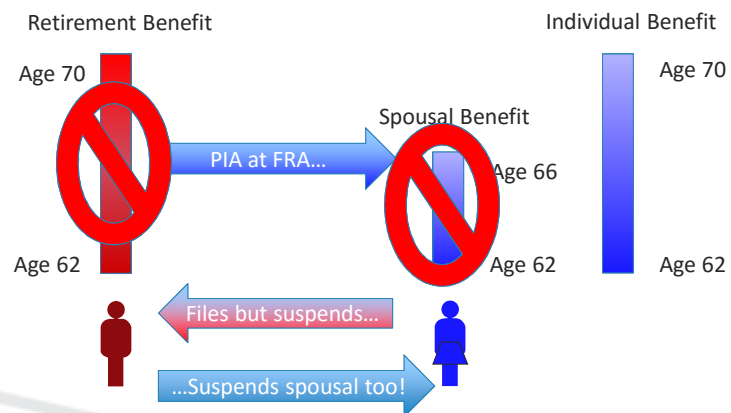 Retirement Benefit
Individual Benefit
Age 70
Age 70
Spousal Benefit
PIA at FRA...
Age 66
Age 62
Age 62
Age 62
Files but suspends...
...Suspends spousal too!